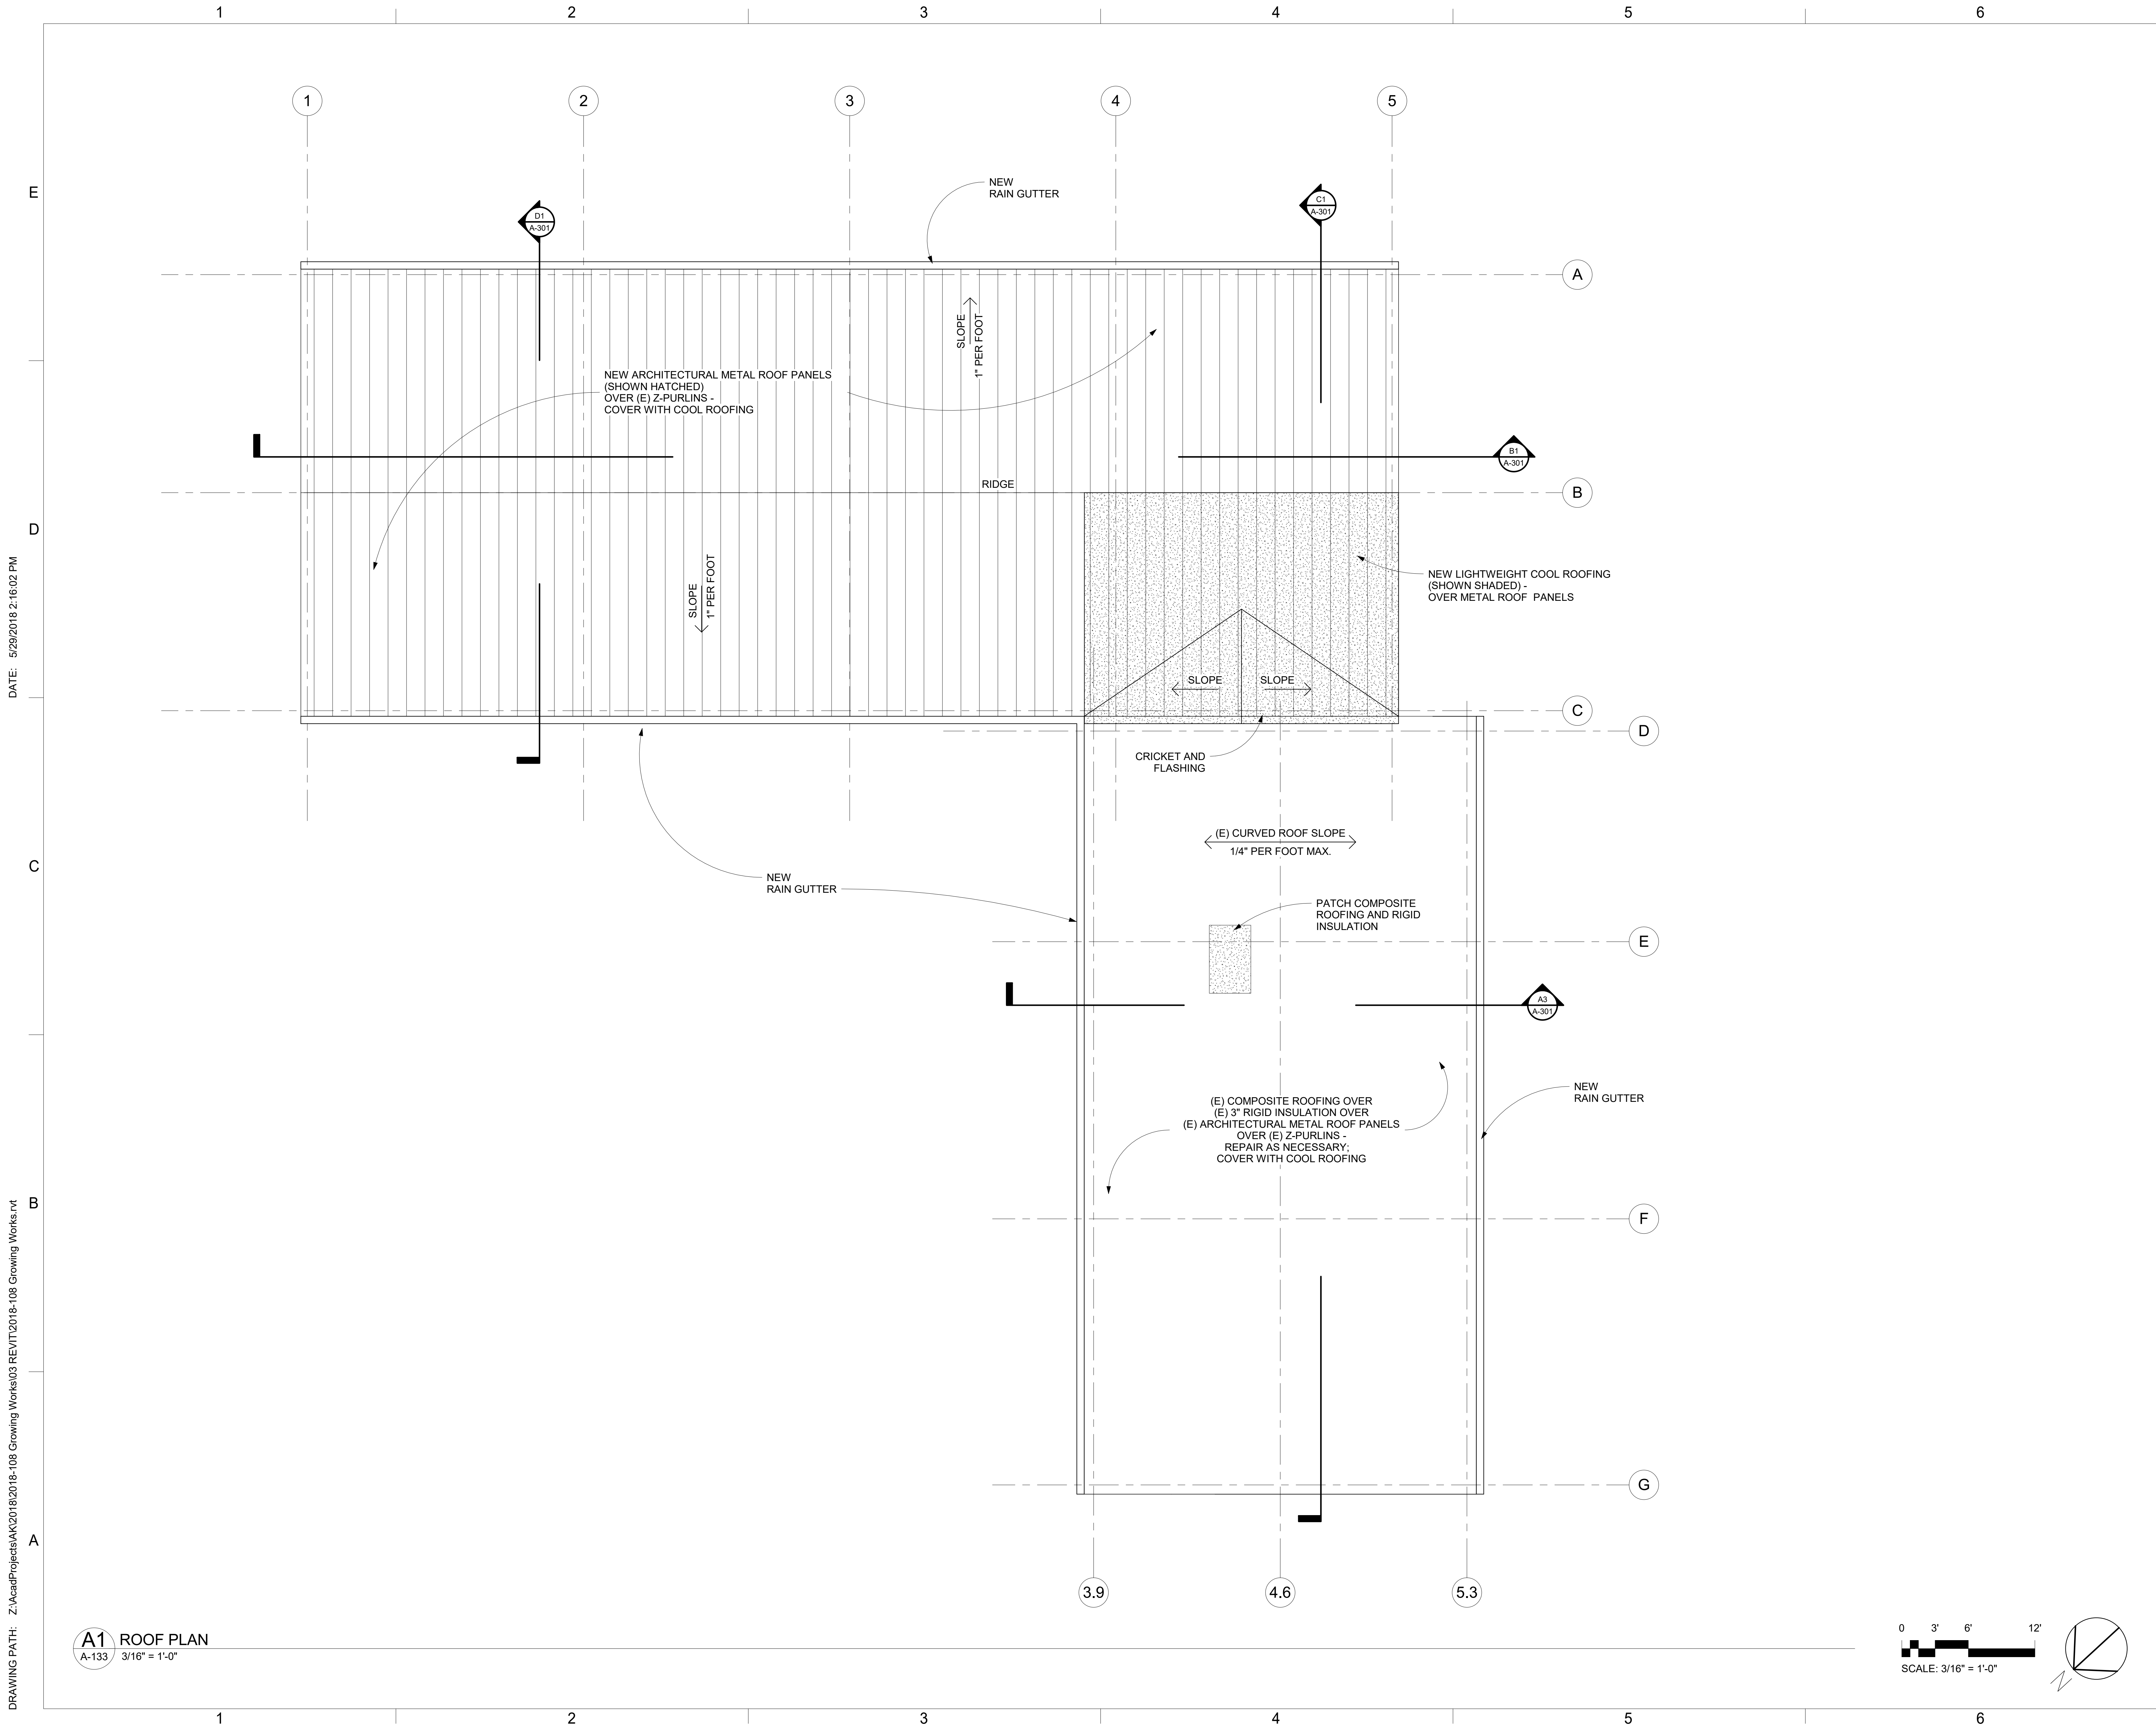 1 2 3 4 5 6
1 2 3 4 5
E
NEW
RAIN GUTTER
D1
A-301
C1
A-301
A
SLOPE
1" PER FOOT
NEW ARCHITECTURAL METAL ROOF PANELS
(SHOWN HATCHED)
OVER (E) Z-PURLINS -
COVER WITH COOL ROOFING
B1
A-301
RIDGE
B
D
SLOPE
1" PER FOOT
NEW LIGHTWEIGHT COOL ROOFING
(SHOWN SHADED) -
OVER METAL ROOF PANELS
SLOPE
SLOPE
C
D
CRICKET AND
FLASHING
(E) CURVED ROOF SLOPE
1/4" PER FOOT MAX.
C
NEW
RAIN GUTTER
PATCH COMPOSITE
ROOFING AND RIGID
INSULATION
E
A3
A-301
NEW
RAIN GUTTER
(E) COMPOSITE ROOFING OVER
(E) 3" RIGID INSULATION OVER
(E) ARCHITECTURAL METAL ROOF PANELS
OVER (E) Z-PURLINS -
REPAIR AS NECESSARY;
COVER WITH COOL ROOFING
B
F
G
A
3.9 4.6 5.3
A1
A-133
ROOF PLAN
3/16" = 1'-0"
0 3' 6' 12'
SCALE: 3/16" = 1'-0"
N
1 2 3 4 5 6
DATE: 5/29/2018 2:16:02 PM
DRAWING PATH: Z:\AcadProjects\AK\2018\2018-108 Growing Works\03 REVIT\2018-108 Growing Works.rvt